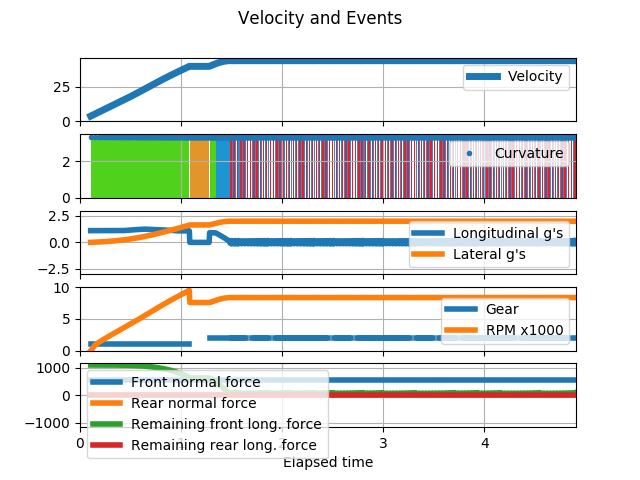 Velocity and Events
25
0
Velocity
2
0
Curvature
2.5
0.0
−2.5
Longitudinal g's
Lateral g's
10
5
0
Gear
RPM x1000
1000
0
−1000
Front normal force
Rear normal force
Remaining front long. force
Remaining rear long. force
0 1 2 3 4
Elapsed time